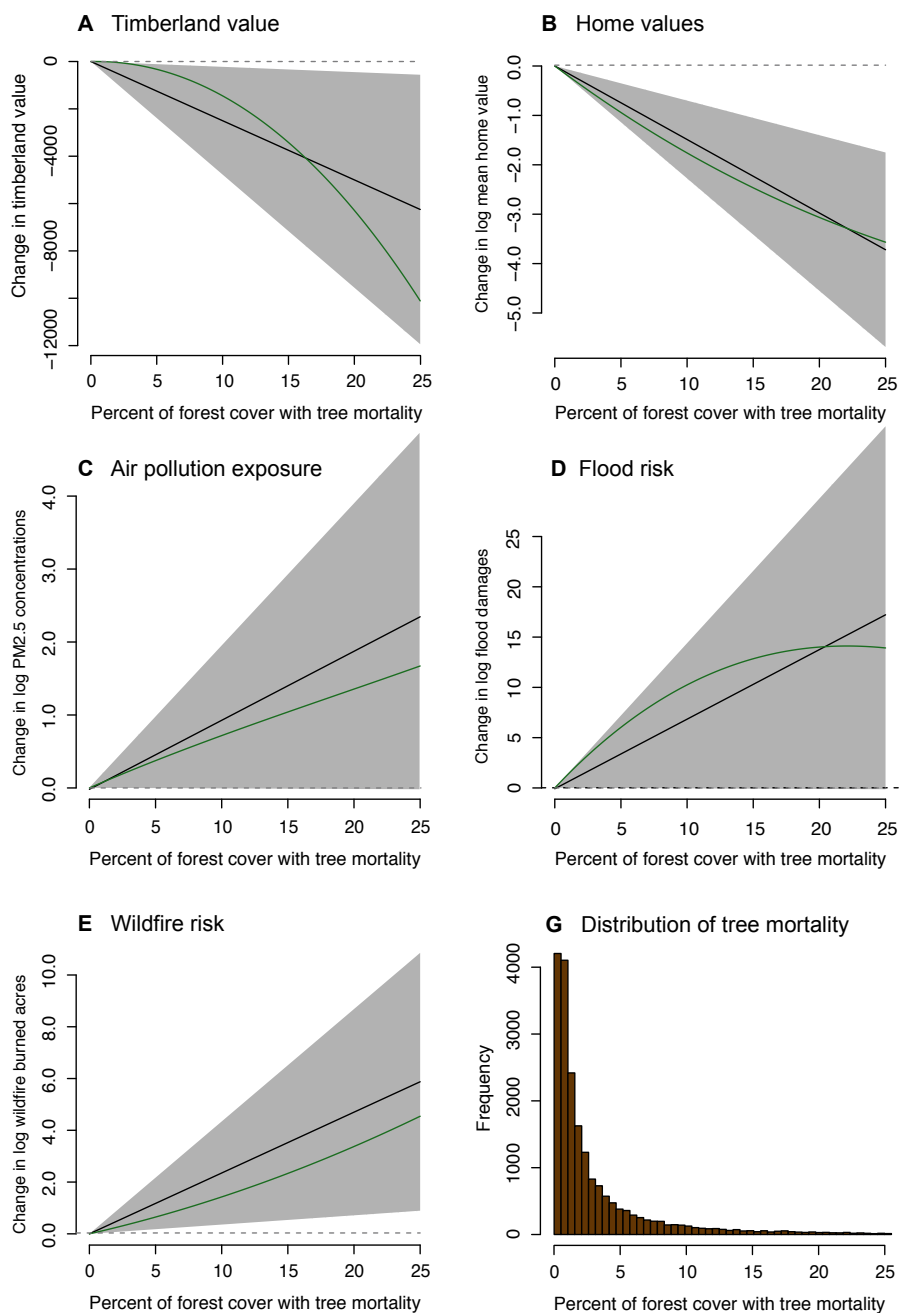 A Timberland value
Change in timberland value
0
−4000
−8000
−12000
0 5 10 15 20 25
Percent of forest cover with tree mortality
B Home values
Change in log mean home value
0.0
−1.0
−2.0
−3.0
−4.0
−5.0
0 5 10 15 20 25
Percent of forest cover with tree mortality
C Air pollution exposure
Change in log PM2.5 concentrations
4.0
3.0
2.0
1.0
0.0
0 5 10 15 20 25
Percent of forest cover with tree mortality
D Flood risk
Change in log flood damages
25
20
15
10
5
0
0 5 10 15 20 25
Percent of forest cover with tree mortality
E Wildfire risk
Change in log wildfire burned acres
10.0
8.0
6.0
4.0
2.0
0.0
0 5 10 15 20 25
Percent of forest cover with tree mortality
G Distribution of tree mortality
Frequency
4000
3000
2000
1000
0
0 5 10 15 20 25
Percent of forest cover with tree mortality